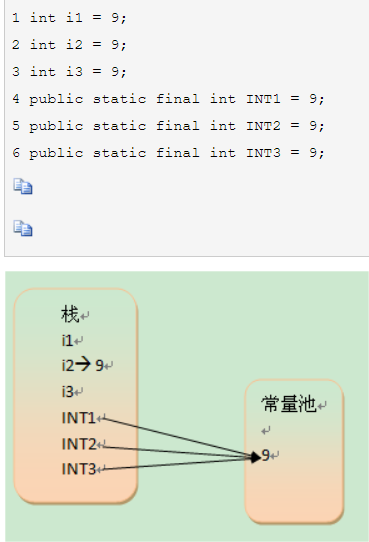 1 int i1 = 9;
2 int i2 = 9;
3 int i3 = 9;
4 public static final int INT1 = 9;
5 public static final int INT2 = 9;
6 public static final int INT3 = 9;
栈↵
i1↵
i2→ 9↵
i3↵
INT1↵
INT2↵
INT3↵
常量池↵
↵
9↵